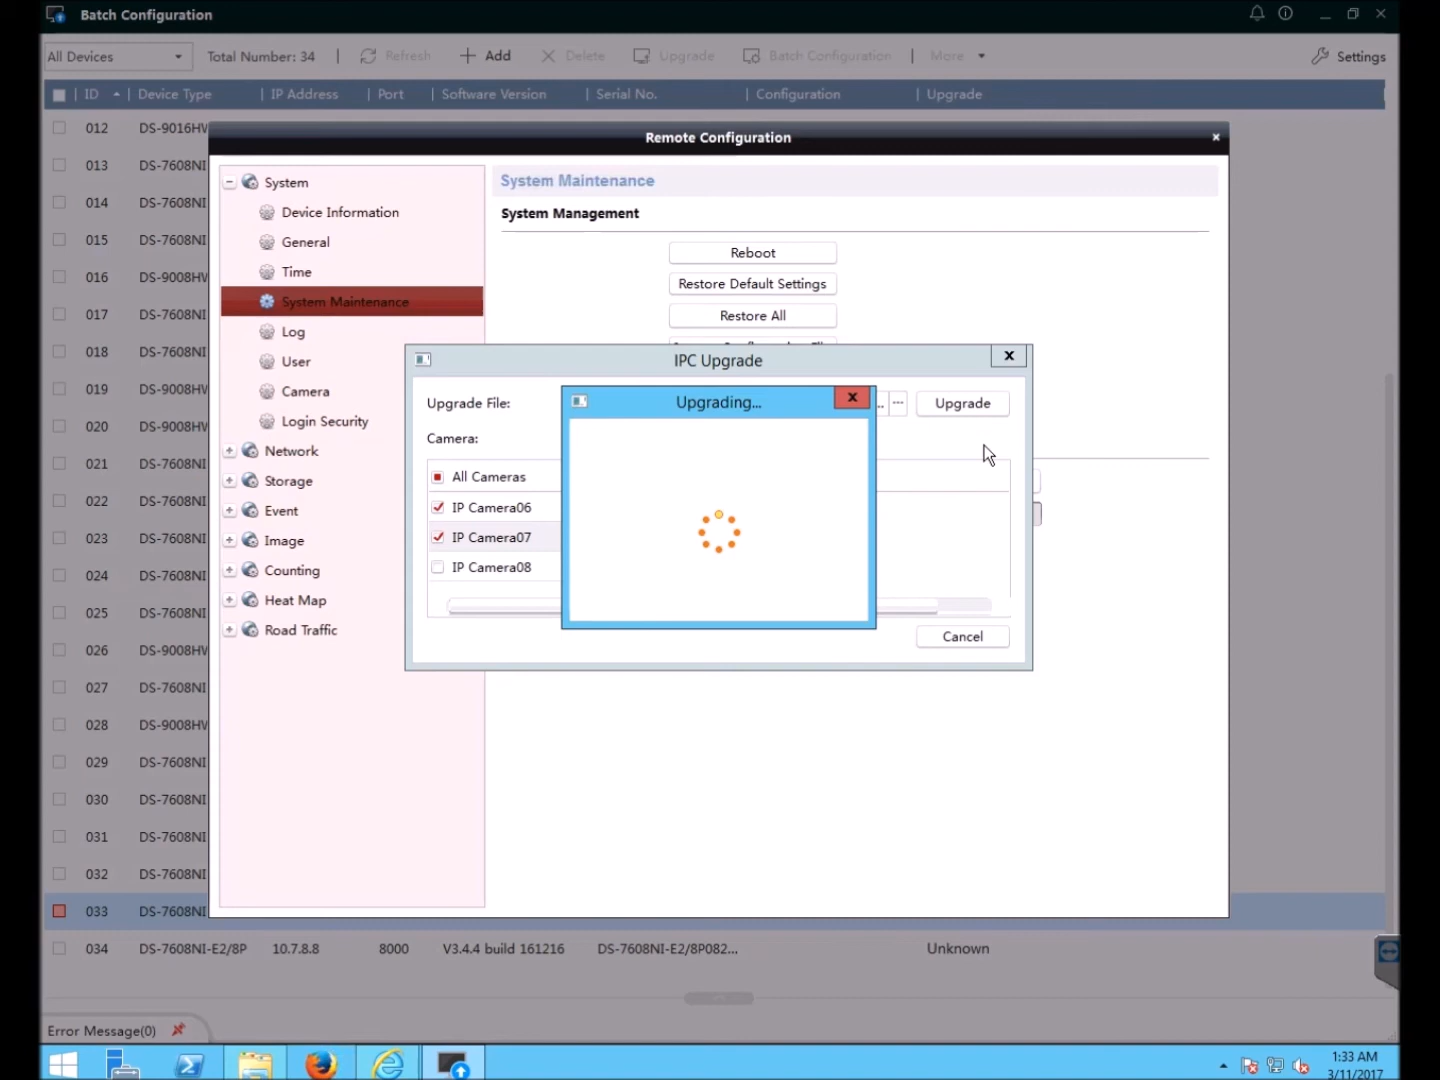 Batch Configuration
All Devices Total Number: 34 Refresh Add Delete Upgrade Batch Configuration More Settings
ID Device Type IP Address Port Software Version Serial No. Configuration Upgrade
012 DS-9016HW
013 DS-7608NI
014 DS-7608NI
015 DS-7608NI
016 DS-9008HW
017 DS-7608NI
018 DS-7608NI
019 DS-9008HW
020 DS-9008HW
021 DS-7608NI
022 DS-7608NI
023 DS-7608NI
024 DS-7608NI
025 DS-7608NI
026 DS-9008HW
027 DS-7608NI
028 DS-9008HW
029 DS-7608NI
030 DS-7608NI
031 DS-7608NI
032 DS-7608NI
033 DS-7608NI
034 DS-7608NI-E2/8P 10.7.8.8 8000 V3.4.4 build 161216 DS-7608NI-E2/8P082... Unknown
Remote Configuration
System
Device Information
General
Time
System Maintenance
Log
User
Camera
Login Security
Network
Storage
Event
Image
Counting
Heat Map
Road Traffic
System Maintenance
System Management
Reboot
Restore Default Settings
Restore All
IPC Upgrade
Upgrade File: Upgrade
Camera:
All Cameras
IP Camera06
IP Camera07
IP Camera08
Cancel
Upgrading...
Error Message(0)
1:33 AM
3/11/2017